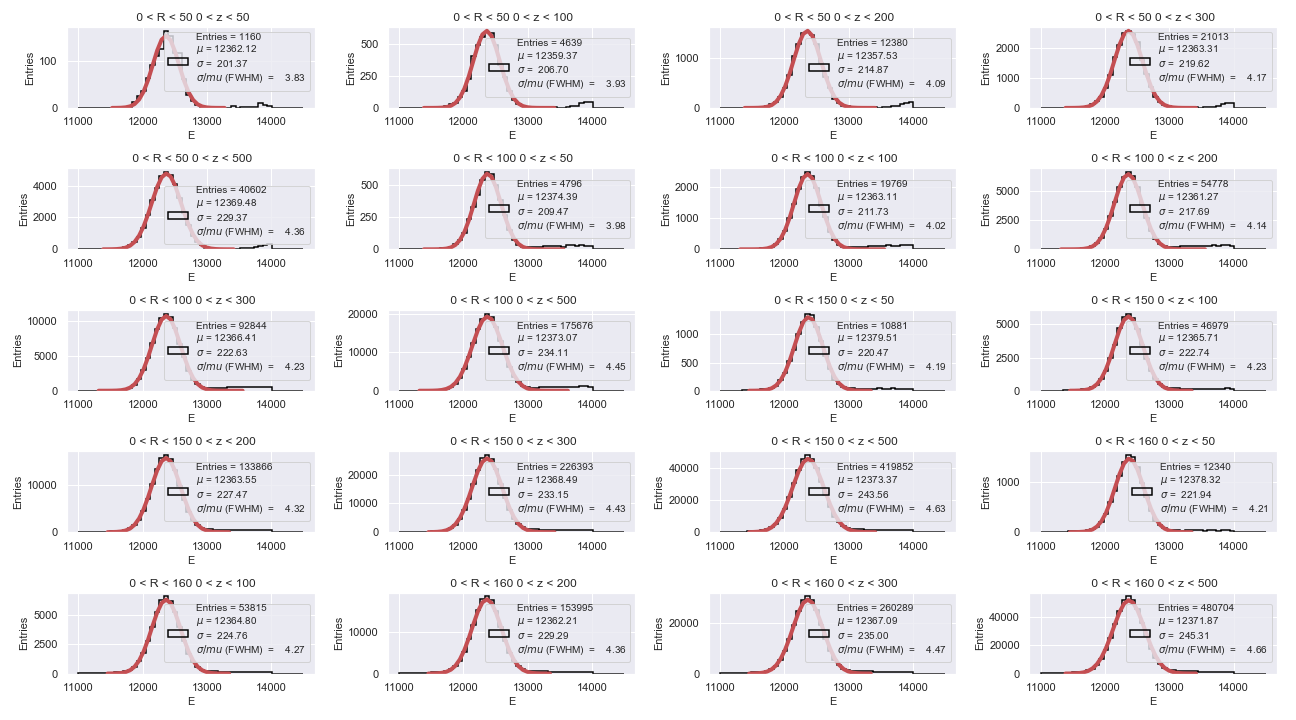 0 < R < 50 0 < z < 50
Entries
100
0
Entries = 1160
μ = 12362.12
σ = 201.37
σ/mu (FWHM) = 3.83
11000 12000 13000 14000
E
0 < R < 50 0 < z < 100
Entries
500
250
0
Entries = 4639
μ = 12359.37
σ = 206.70
σ/mu (FWHM) = 3.93
11000 12000 13000 14000
E
0 < R < 50 0 < z < 200
Entries
1000
0
Entries = 12380
μ = 12357.53
σ = 214.87
σ/mu (FWHM) = 4.09
11000 12000 13000 14000
E
0 < R < 50 0 < z < 300
Entries
2000
1000
0
Entries = 21013
μ = 12363.31
σ = 219.62
σ/mu (FWHM) = 4.17
11000 12000 13000 14000
E
0 < R < 50 0 < z < 500
Entries
4000
2000
0
Entries = 40602
μ = 12369.48
σ = 229.37
σ/mu (FWHM) = 4.36
11000 12000 13000 14000
E
0 < R < 100 0 < z < 50
Entries
500
250
0
Entries = 4796
μ = 12374.39
σ = 209.47
σ/mu (FWHM) = 3.98
11000 12000 13000 14000
E
0 < R < 100 0 < z < 100
Entries
2000
1000
0
Entries = 19769
μ = 12363.11
σ = 211.73
σ/mu (FWHM) = 4.02
11000 12000 13000 14000
E
0 < R < 100 0 < z < 200
Entries
5000
2500
0
Entries = 54778
μ = 12361.27
σ = 217.69
σ/mu (FWHM) = 4.14
11000 12000 13000 14000
E
0 < R < 100 0 < z < 300
Entries
10000
5000
0
Entries = 92844
μ = 12366.41
σ = 222.63
σ/mu (FWHM) = 4.23
11000 12000 13000 14000
E
0 < R < 100 0 < z < 500
Entries
20000
10000
0
Entries = 175676
μ = 12373.07
σ = 234.11
σ/mu (FWHM) = 4.45
11000 12000 13000 14000
E
0 < R < 150 0 < z < 50
Entries
1000
500
0
Entries = 10881
μ = 12379.51
σ = 220.47
σ/mu (FWHM) = 4.19
11000 12000 13000 14000
E
0 < R < 150 0 < z < 100
Entries
5000
2500
0
Entries = 46979
μ = 12365.71
σ = 222.74
σ/mu (FWHM) = 4.23
11000 12000 13000 14000
E
0 < R < 150 0 < z < 200
Entries
10000
0
Entries = 133866
μ = 12363.55
σ = 227.47
σ/mu (FWHM) = 4.32
11000 12000 13000 14000
E
0 < R < 150 0 < z < 300
Entries
20000
10000
0
Entries = 226393
μ = 12368.49
σ = 233.15
σ/mu (FWHM) = 4.43
11000 12000 13000 14000
E
0 < R < 150 0 < z < 500
Entries
40000
20000
0
Entries = 419852
μ = 12373.37
σ = 243.56
σ/mu (FWHM) = 4.63
11000 12000 13000 14000
E
0 < R < 160 0 < z < 50
Entries
1000
0
Entries = 12340
μ = 12378.32
σ = 221.94
σ/mu (FWHM) = 4.21
11000 12000 13000 14000
E
0 < R < 160 0 < z < 100
Entries
5000
2500
0
Entries = 53815
μ = 12364.80
σ = 224.76
σ/mu (FWHM) = 4.27
11000 12000 13000 14000
E
0 < R < 160 0 < z < 200
Entries
10000
0
Entries = 153995
μ = 12362.21
σ = 229.29
σ/mu (FWHM) = 4.36
11000 12000 13000 14000
E
0 < R < 160 0 < z < 300
Entries
20000
0
Entries = 260289
μ = 12367.09
σ = 235.00
σ/mu (FWHM) = 4.47
11000 12000 13000 14000
E
0 < R < 160 0 < z < 500
Entries
40000
20000
0
Entries = 480704
μ = 12371.87
σ = 245.31
σ/mu (FWHM) = 4.66
11000 12000 13000 14000
E